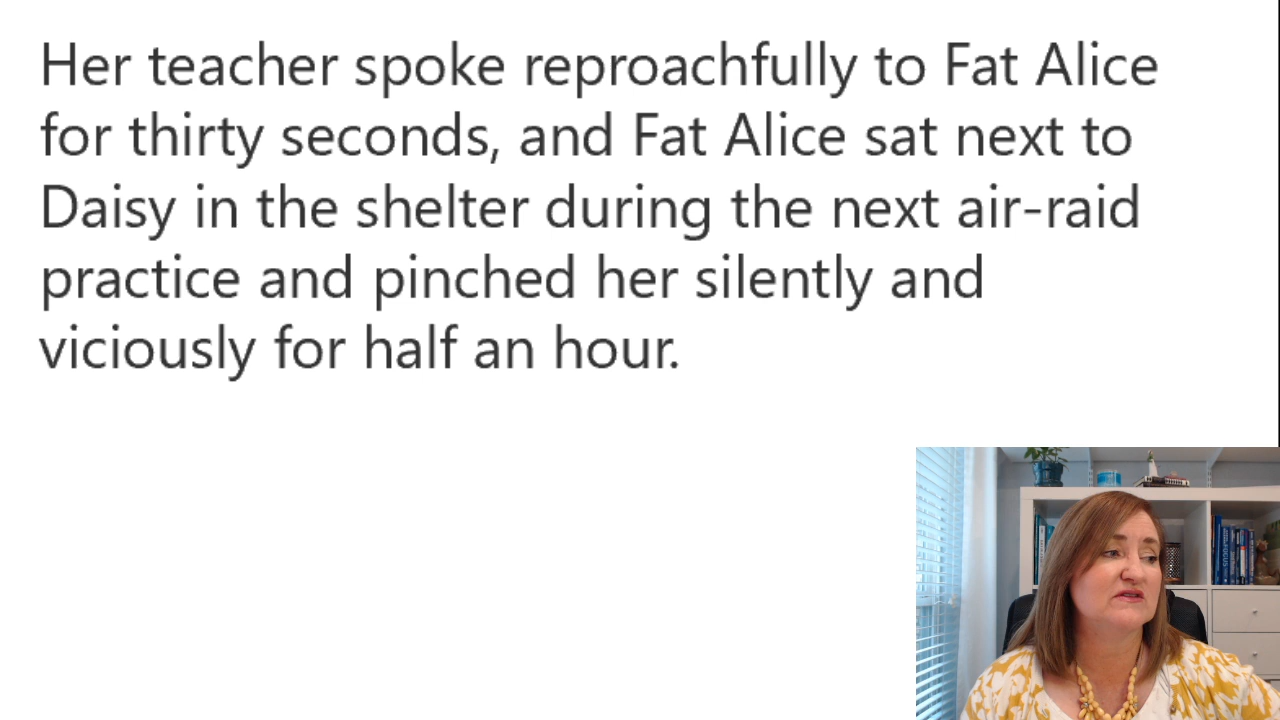 Her teacher spoke reproachfully to Fat Alice
for thirty seconds, and Fat Alice sat next to
Daisy in the shelter during the next air-raid
practice and pinched her silently and
viciously for half an hour.